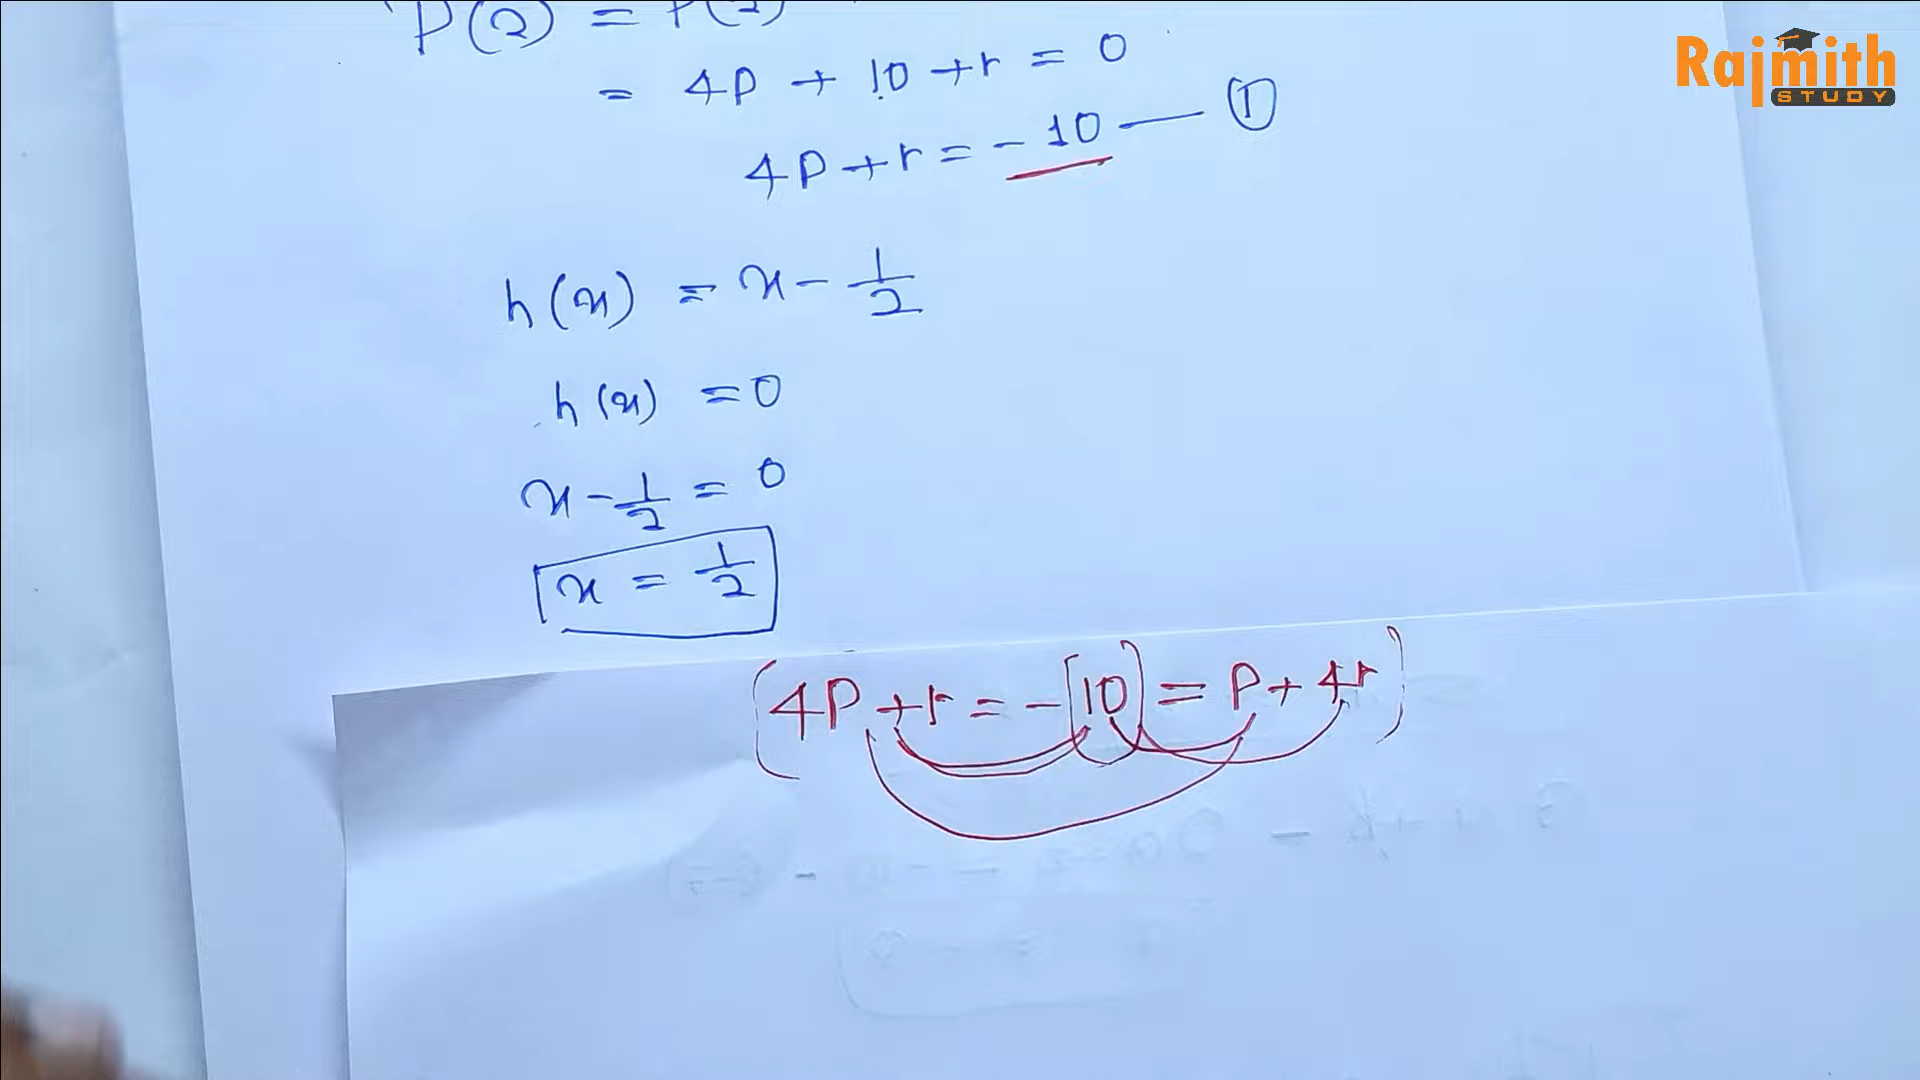 P(2) = P(2)
= 4P + 10 + r = 0
4P + r = - 10 — ①
h(x) = x - 1/2
h(x) = 0
x - 1/2 = 0
x = 1/2
(4P + r = -[10] = P + 4r)
Rajmith
STUDY